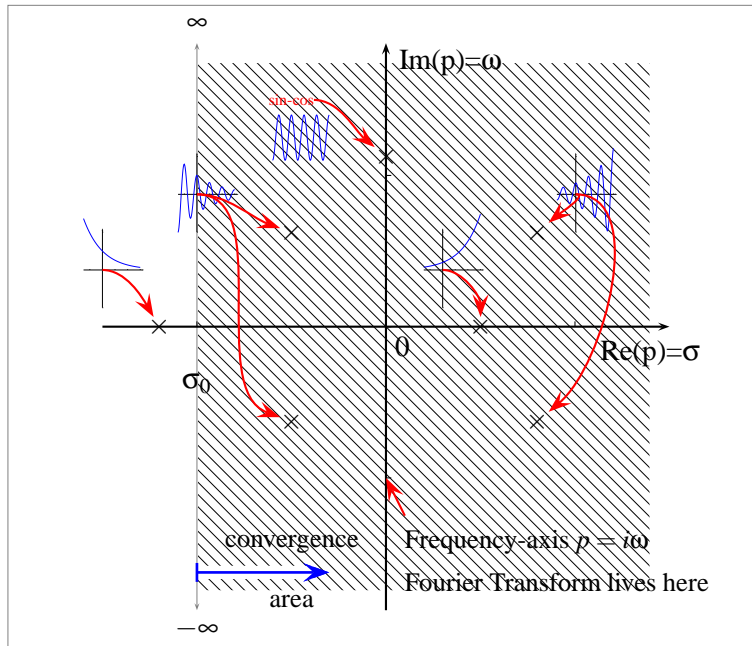 ∞
Im(p)=ω
sin-cos
0
Re(p)=σ
σ₀
convergence
Frequency-axis p = iω
Fourier Transform lives here
area
−∞